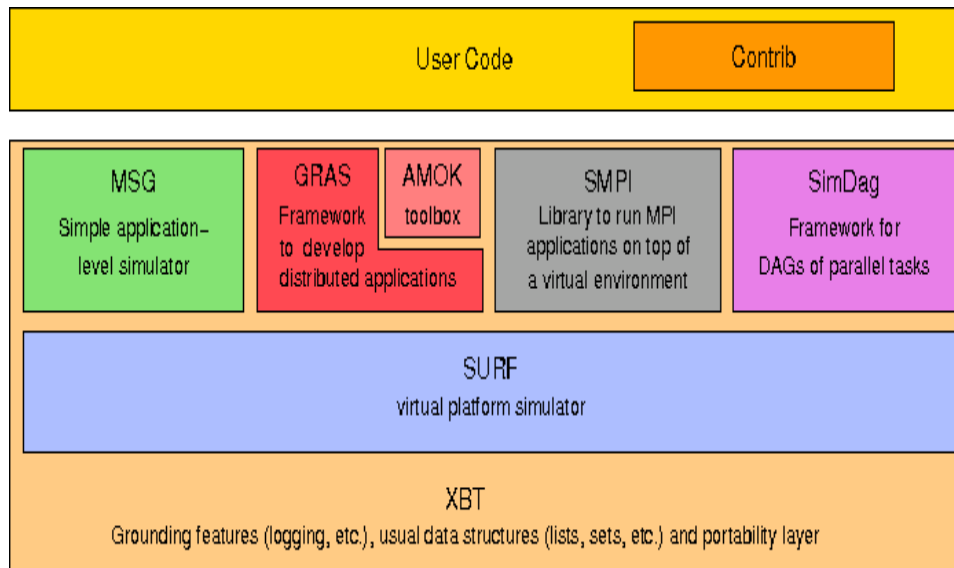 User Code
Contrib
MSG
Simple application–
level simulator
GRAS
Framework
to develop
distributed applications
AMOK
toolbox
SMPI
Library to run MPI
applications on top of
a virtual environment
SimDag
Framework for
DAGs of parallel tasks
SURF
virtual platform simulator
XBT
Grounding features (logging, etc.), usual data structures (lists, sets, etc.) and portability layer